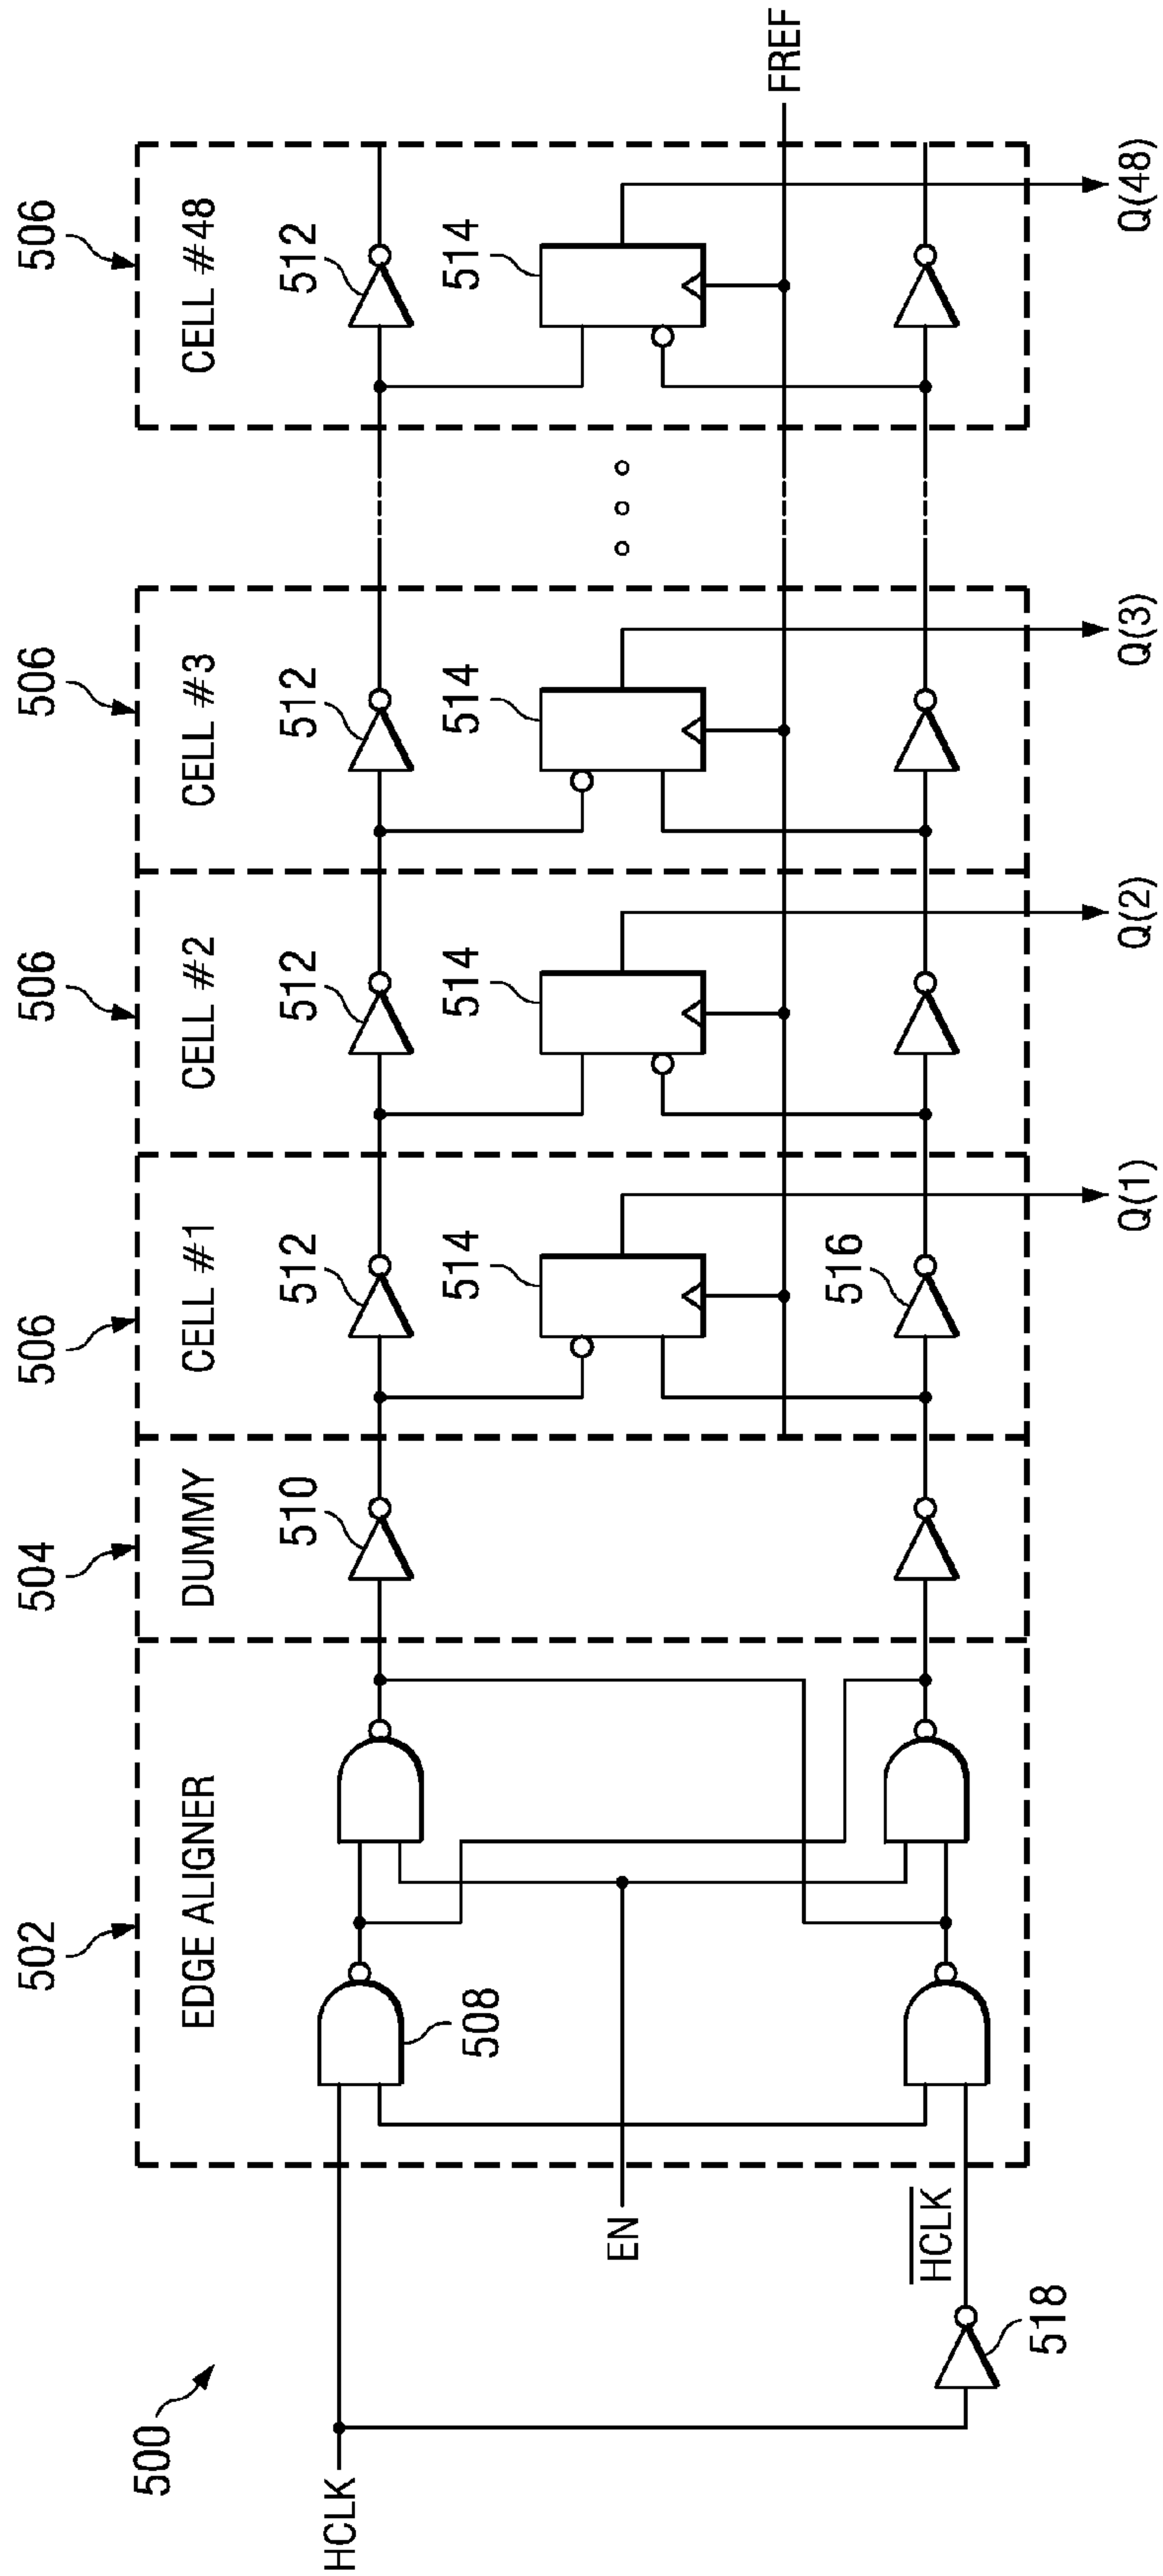 500
502
504
506
506
506
506
EDGE ALIGNER
DUMMY
CELL #1
CELL #2
CELL #3
CELL #48
510
512
512
512
512
508
514
514
514
514
HCLK
EN
FREF
516
HCLK
518
Q(1)
Q(2)
Q(3)
Q(48)